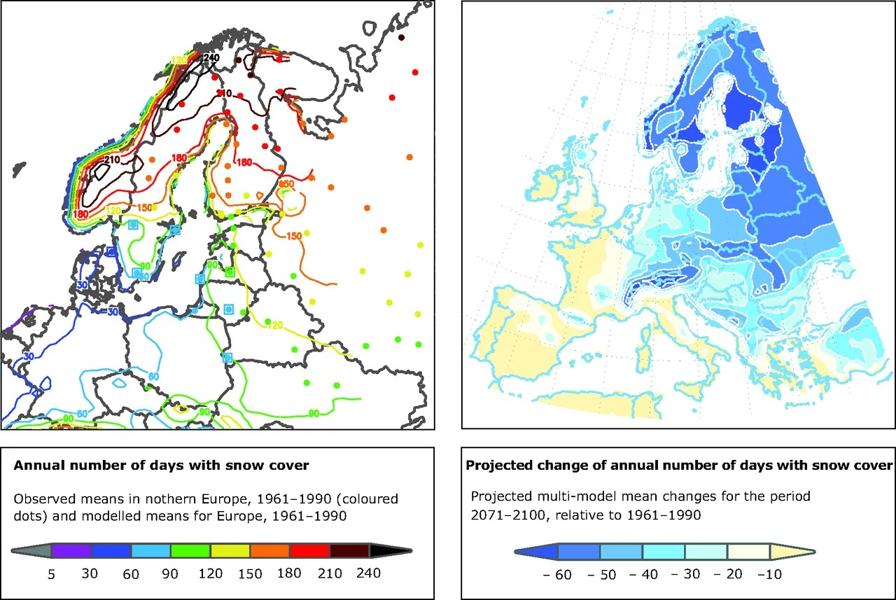 240
210
210
180
180
180
150
150
150
120
120
90
90
30
30
30
60
60
90
90
Annual number of days with snow cover
Observed means in nothern Europe, 1961–1990 (coloured
dots) and modelled means for Europe, 1961–1990
5 30 60 90 120 150 180 210 240
Projected change of annual number of days with snow cover
Projected multi-model mean changes for the period
2071–2100, relative to 1961–1990
– 60 – 50 – 40 – 30 – 20 –10